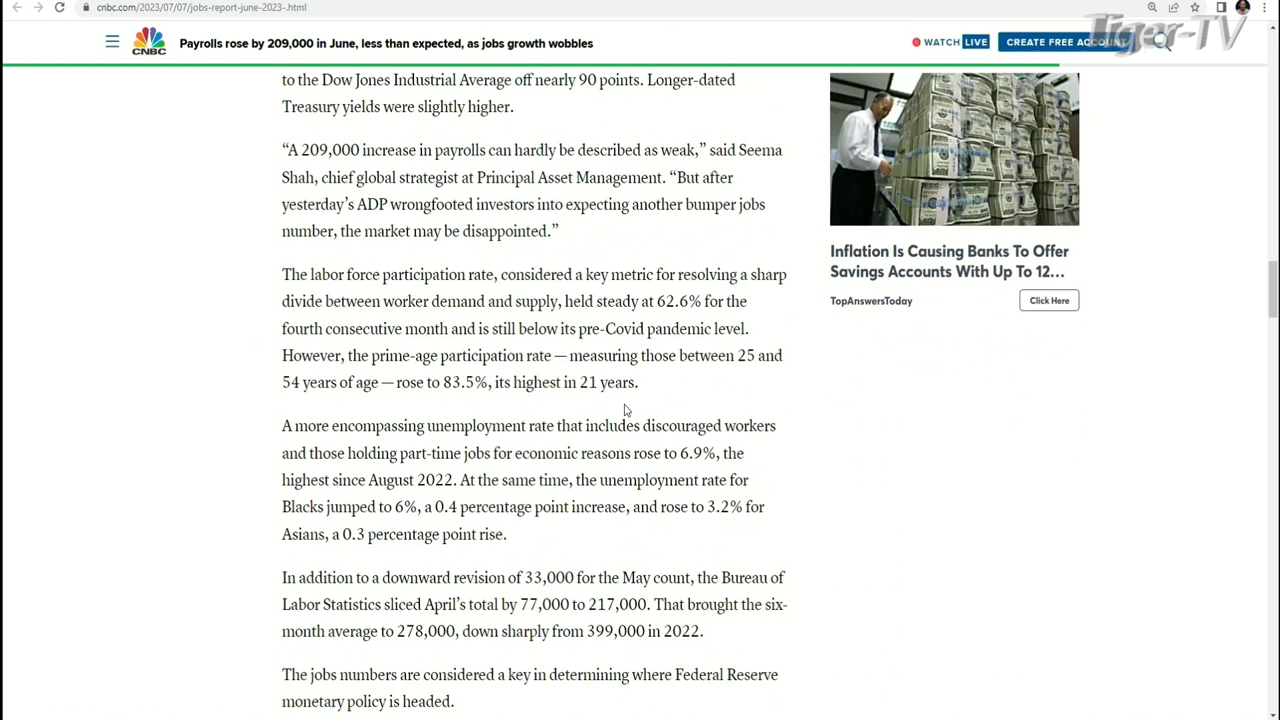 cnbc.com/2023/07/07/jobs-report-june-2023-.html
Tiger-TV
CNBC
Payrolls rose by 209,000 in June, less than expected, as jobs growth wobbles
WATCH LIVE
CREATE FREE ACCOUNT
to the Dow Jones Industrial Average off nearly 90 points. Longer-dated
Treasury yields were slightly higher.
“A 209,000 increase in payrolls can hardly be described as weak,” said Seema
Shah, chief global strategist at Principal Asset Management. “But after
yesterday’s ADP wrongfooted investors into expecting another bumper jobs
number, the market may be disappointed.”
The labor force participation rate, considered a key metric for resolving a sharp
divide between worker demand and supply, held steady at 62.6% for the
fourth consecutive month and is still below its pre-Covid pandemic level.
However, the prime-age participation rate — measuring those between 25 and
54 years of age — rose to 83.5%, its highest in 21 years.
A more encompassing unemployment rate that includes discouraged workers
and those holding part-time jobs for economic reasons rose to 6.9%, the
highest since August 2022. At the same time, the unemployment rate for
Blacks jumped to 6%, a 0.4 percentage point increase, and rose to 3.2% for
Asians, a 0.3 percentage point rise.
In addition to a downward revision of 33,000 for the May count, the Bureau of
Labor Statistics sliced April’s total by 77,000 to 217,000. That brought the six-
month average to 278,000, down sharply from 399,000 in 2022.
The jobs numbers are considered a key in determining where Federal Reserve
monetary policy is headed.
Inflation Is Causing Banks To Offer
Savings Accounts With Up To 12...
TopAnswersToday
Click Here